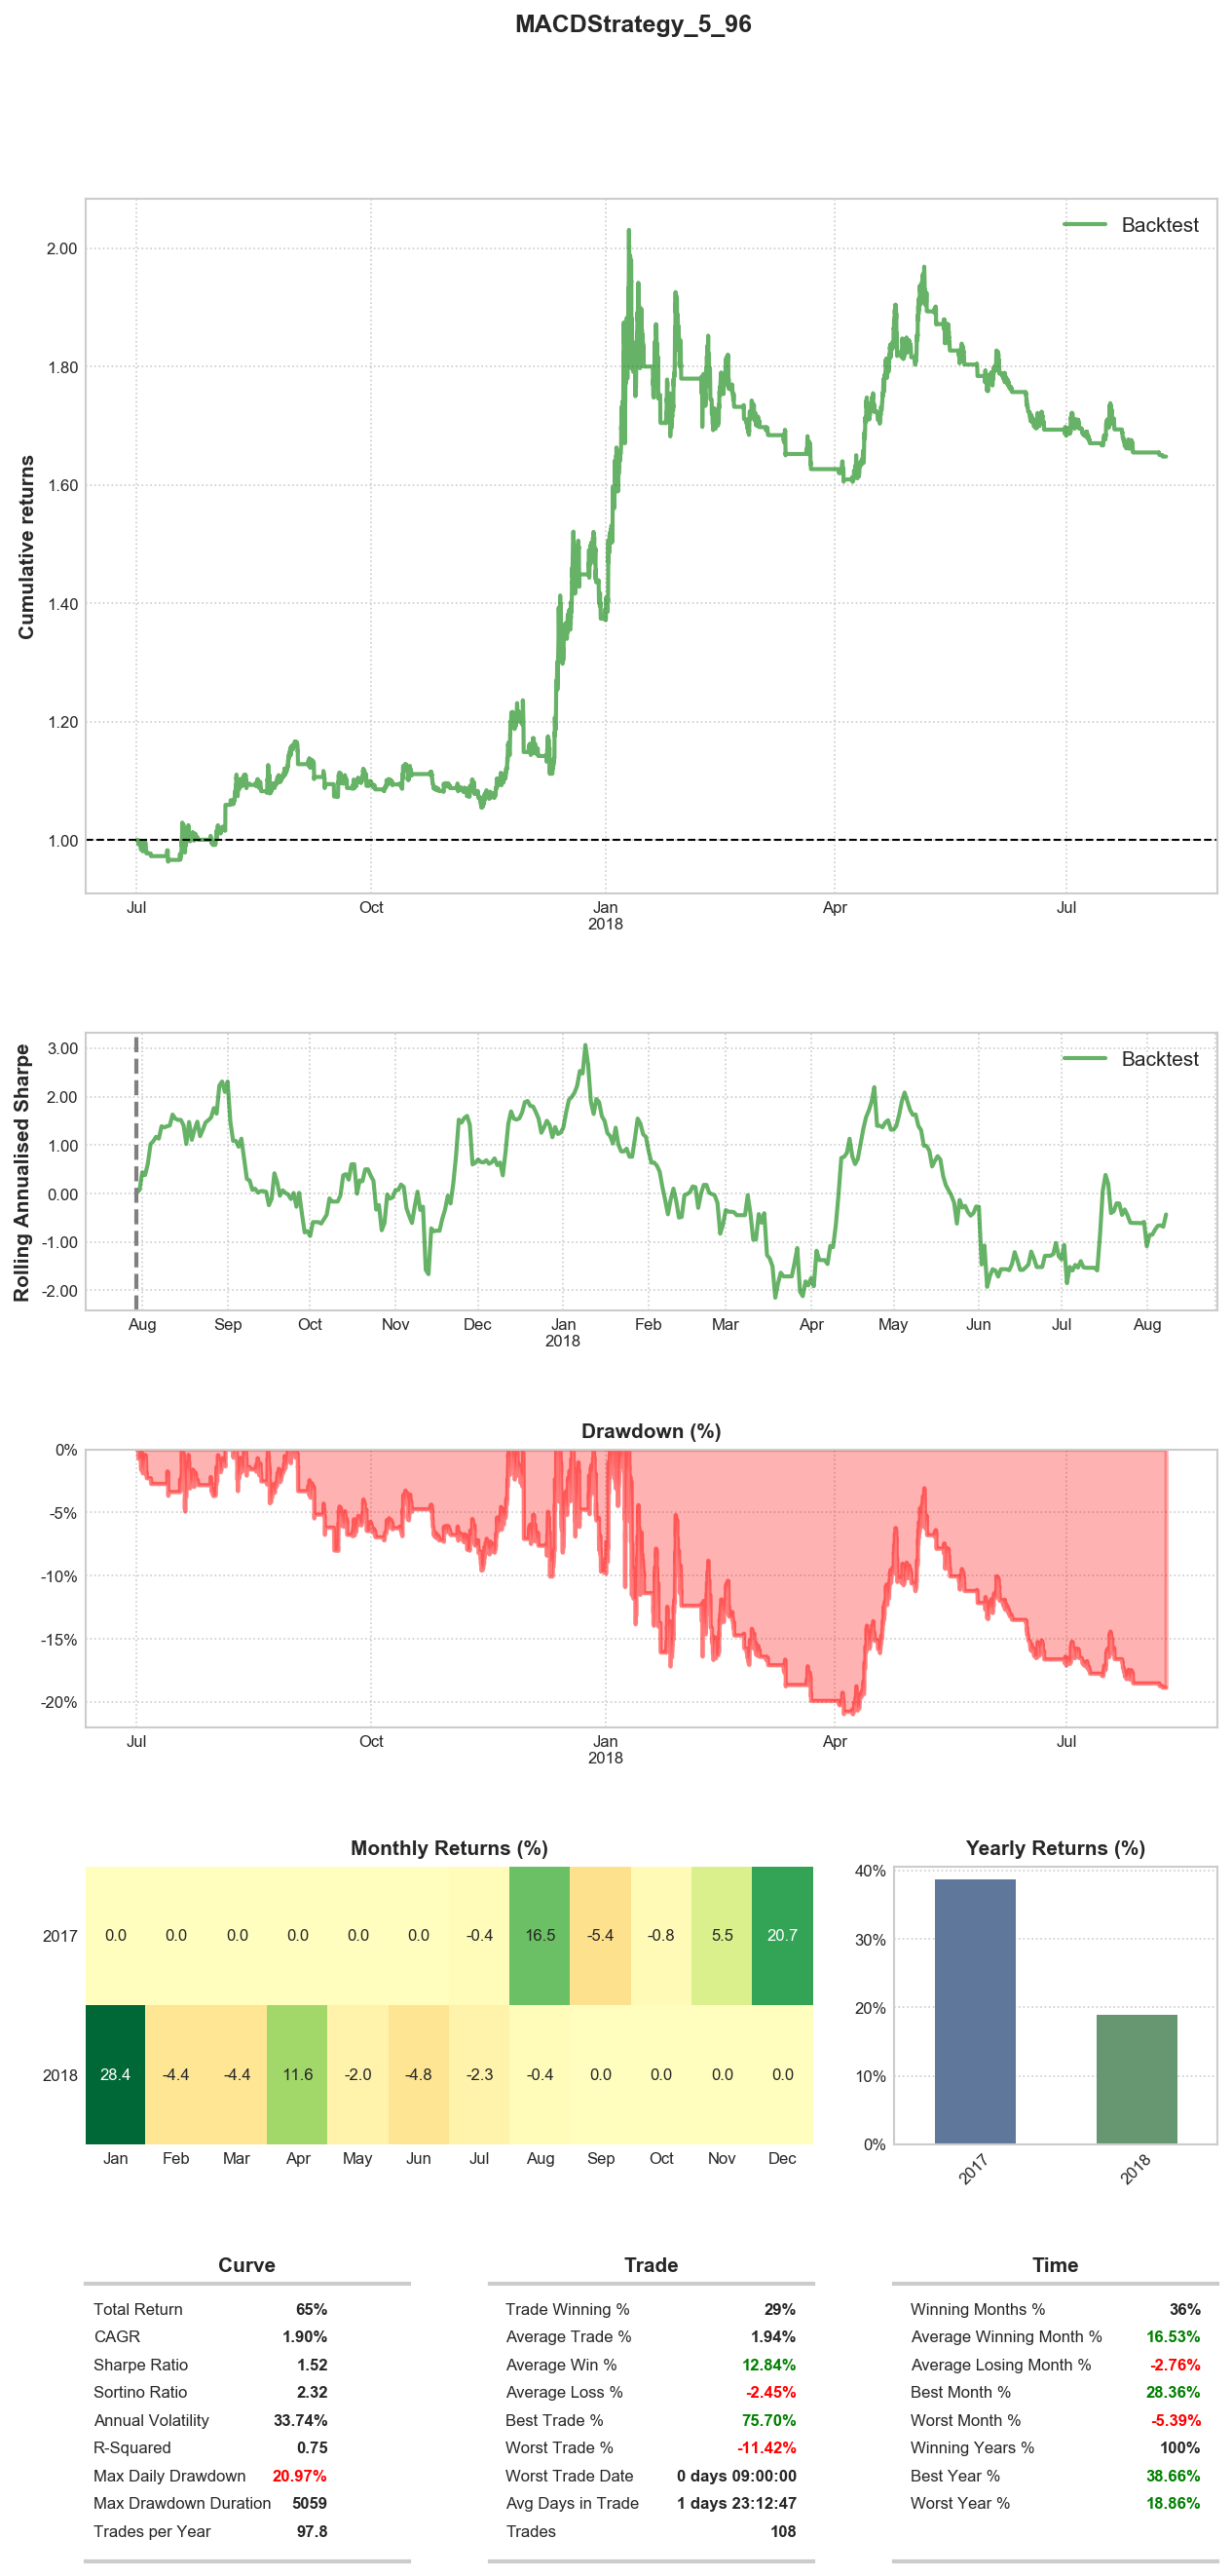 MACDStrategy_5_96
Backtest
Cumulative returns
2.00
1.80
1.60
1.40
1.20
1.00
Jul Oct Jan Apr Jul
2018
Backtest
Rolling Annualised Sharpe
3.00
2.00
1.00
0.00
-1.00
-2.00
Aug Sep Oct Nov Dec Jan Feb Mar Apr May Jun Jul Aug
2018
Drawdown (%)
0%
-5%
-10%
-15%
-20%
Jul Oct Jan Apr Jul
2018
Monthly Returns (%)
2017 0.0 0.0 0.0 0.0 0.0 0.0 -0.4 16.5 -5.4 -0.8 5.5 20.7
2018 28.4 -4.4 -4.4 11.6 -2.0 -4.8 -2.3 -0.4 0.0 0.0 0.0 0.0
Jan Feb Mar Apr May Jun Jul Aug Sep Oct Nov Dec
Yearly Returns (%)
40%
30%
20%
10%
0%
2017 2018
Curve
Total Return 65%
CAGR 1.90%
Sharpe Ratio 1.52
Sortino Ratio 2.32
Annual Volatility 33.74%
R-Squared 0.75
Max Daily Drawdown 20.97%
Max Drawdown Duration 5059
Trades per Year 97.8
Trade
Trade Winning % 29%
Average Trade % 1.94%
Average Win % 12.84%
Average Loss % -2.45%
Best Trade % 75.70%
Worst Trade % -11.42%
Worst Trade Date 0 days 09:00:00
Avg Days in Trade 1 days 23:12:47
Trades 108
Time
Winning Months % 36%
Average Winning Month % 16.53%
Average Losing Month % -2.76%
Best Month % 28.36%
Worst Month % -5.39%
Winning Years % 100%
Best Year % 38.66%
Worst Year % 18.86%